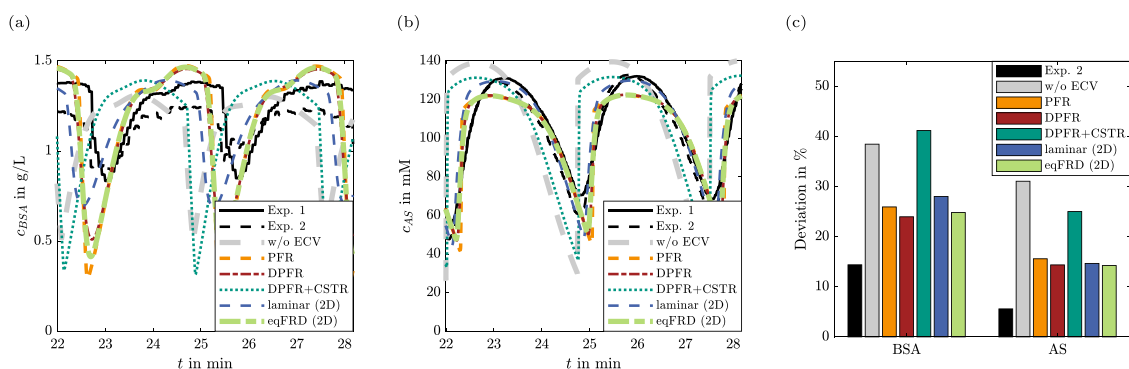 (a)
(b)
(c)
c_BSA in g/L
1.5
1
0.5
0
22
23
24
25
26
27
28
t in min
Exp. 1
Exp. 2
w/o ECV
PFR
DPFR
DPFR+CSTR
laminar (2D)
eqFRD (2D)
c_AS in mM
140
120
100
80
60
40
20
0
22
23
24
25
26
27
28
t in min
Exp. 1
Exp. 2
w/o ECV
PFR
DPFR
DPFR+CSTR
laminar (2D)
eqFRD (2D)
Deviation in %
50
40
30
20
10
0
BSA
AS
Exp. 2
w/o ECV
PFR
DPFR
DPFR+CSTR
laminar (2D)
eqFRD (2D)